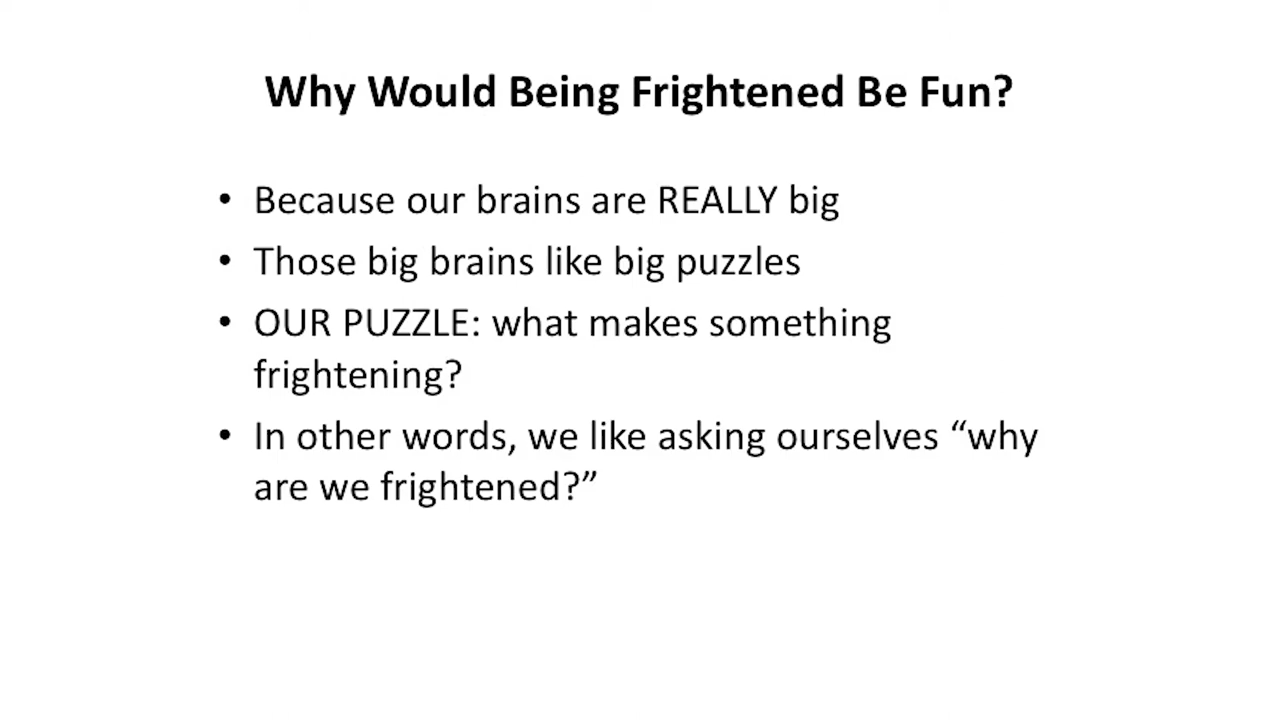 Why Would Being Frightened Be Fun?
• Because our brains are REALLY big
• Those big brains like big puzzles
• OUR PUZZLE: what makes something
frightening?
• In other words, we like asking ourselves “why
are we frightened?”